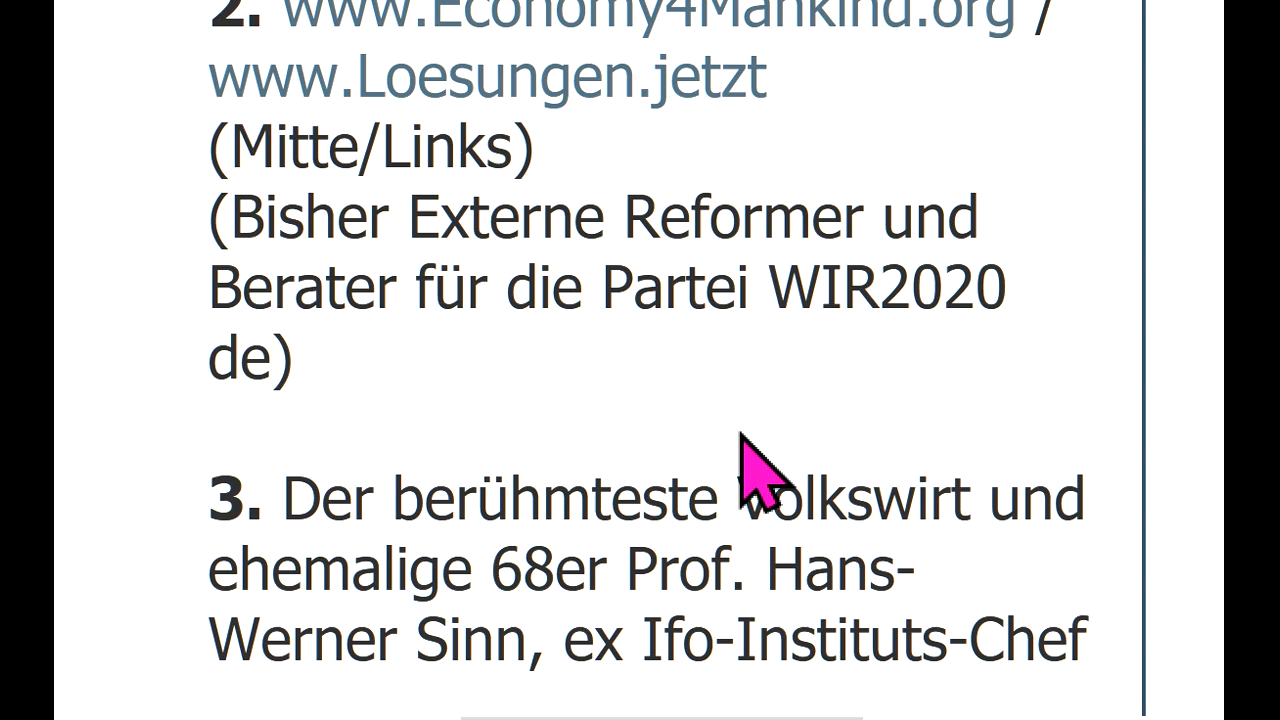 2. www.Economy4Mankind.org /
www.Loesungen.jetzt
(Mitte/Links)
(Bisher Externe Reformer und
Berater für die Partei WIR2020
de)
3. Der berühmteste Volkswirt und
ehemalige 68er Prof. Hans-
Werner Sinn, ex Ifo-Instituts-Chef